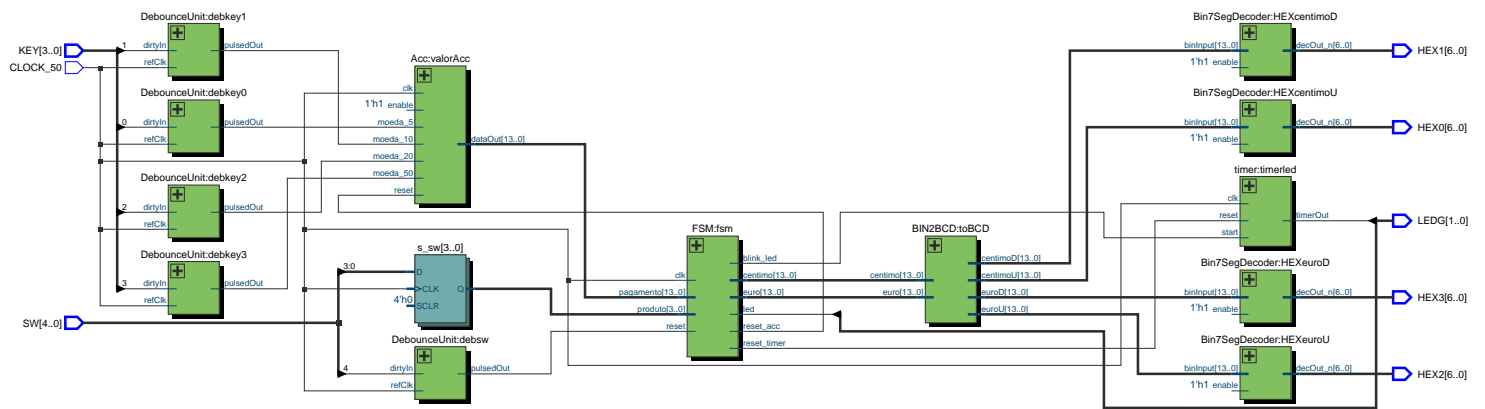 DebounceUnit:debkey1
KEY[3..0]
CLOCK_50
1
dirtyIn
refClk
pulsedOut
DebounceUnit:debkey0
0
dirtyIn
refClk
pulsedOut
DebounceUnit:debkey2
2
dirtyIn
refClk
pulsedOut
DebounceUnit:debkey3
3
dirtyIn
refClk
pulsedOut
SW[4..0]
Acc:valorAcc
clk
1'h1 enable
moeda_5
moeda_10
moeda_20
moeda_50
reset
dataOut[13..0]
s_sw[3..0]
3:0
D
CLK
4'h0
SCLR
Q
DebounceUnit:debsw
4
dirtyIn
refClk
pulsedOut
FSM:fsm
clk
pagamento[13..0]
produto[3..0]
reset
blink_led
centimo[13..0]
euro[13..0]
led
reset_acc
reset_timer
BIN2BCD:toBCD
centimo[13..0]
euro[13..0]
centimoD[13..0]
centimoU[13..0]
euroD[13..0]
euroU[13..0]
Bin7SegDecoder:HEXcentimoD
binInput[13..0]
1'h1 enable
decOut_n[6..0]
HEX1[6..0]
Bin7SegDecoder:HEXcentimoU
binInput[13..0]
1'h1 enable
decOut_n[6..0]
HEX0[6..0]
timer:timerled
clk
reset
start
timerOut
LEDG[1..0]
Bin7SegDecoder:HEXeuroD
binInput[13..0]
1'h1 enable
decOut_n[6..0]
HEX3[6..0]
Bin7SegDecoder:HEXeuroU
binInput[13..0]
1'h1 enable
decOut_n[6..0]
HEX2[6..0]